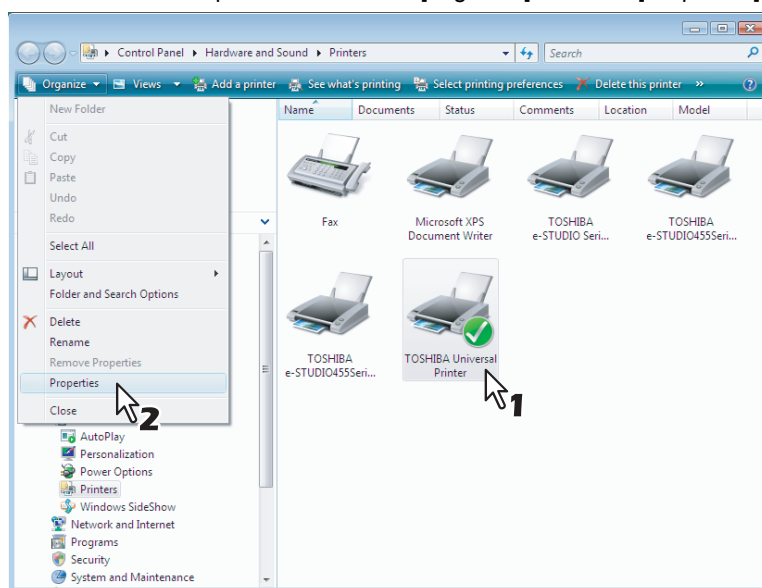 Control Panel ▸ Hardware and Sound ▸ Printers
Search
Organize Views Add a printer See what's printing Select printing preferences Delete this printer »
New Folder
Cut
Copy
Paste
Undo
Redo
Select All
Layout
Folder and Search Options
Delete
Rename
Remove Properties
Properties
Close
2
AutoPlay
Personalization
Power Options
Printers
Windows SideShow
Network and Internet
Programs
Security
System and Maintenance
Name Documents Status Comments Location Model
Fax
Microsoft XPS
Document Writer
TOSHIBA
e-STUDIO Seri...
TOSHIBA
e-STUDIO455Seri...
TOSHIBA
e-STUDIO455Seri...
TOSHIBA Universal
Printer
1